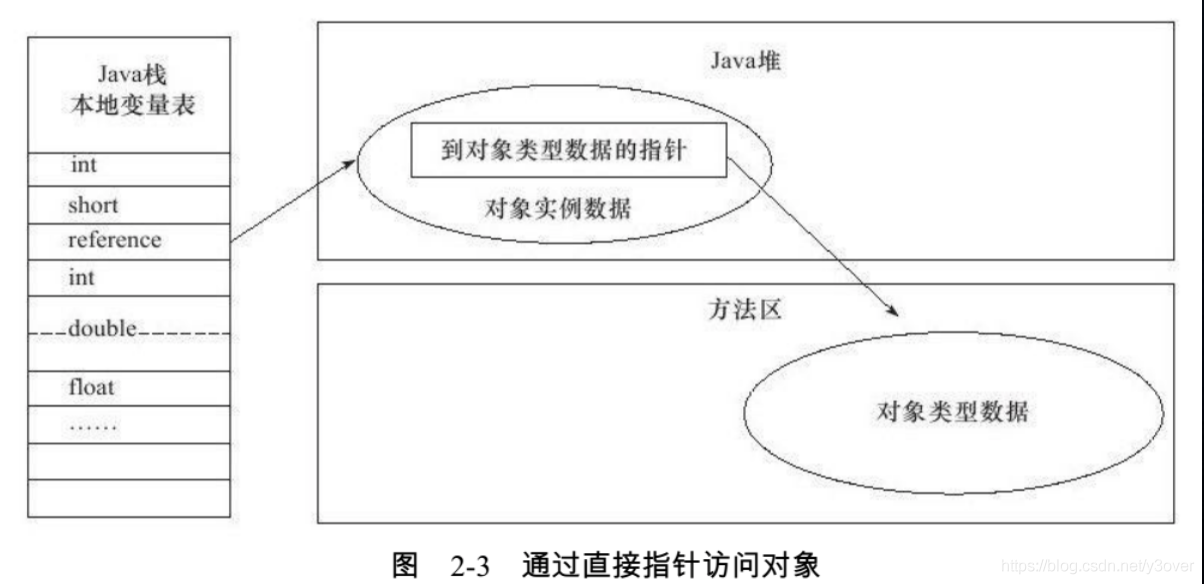 Java栈
本地变量表
int
short
reference
int
double
float
……
Java堆
到对象类型数据的指针
对象实例数据
方法区
对象类型数据
图 2-3 通过直接指针访问对象
https://blog.csdn.net/y3over